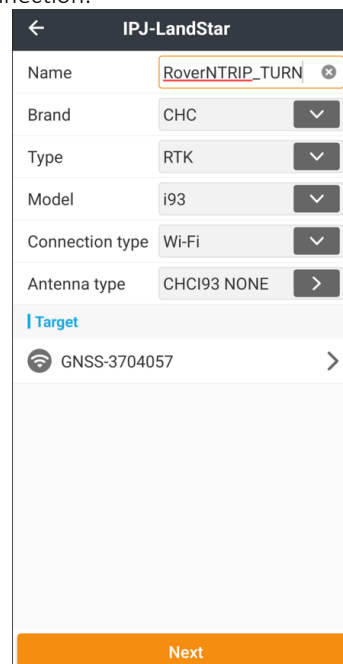 IPJ-LandStar
Name RoverNTRIP_TURN
Brand CHC
Type RTK
Model i93
Connection type Wi-Fi
Antenna type CHCI93 NONE
Target
GNSS-3704057
Next